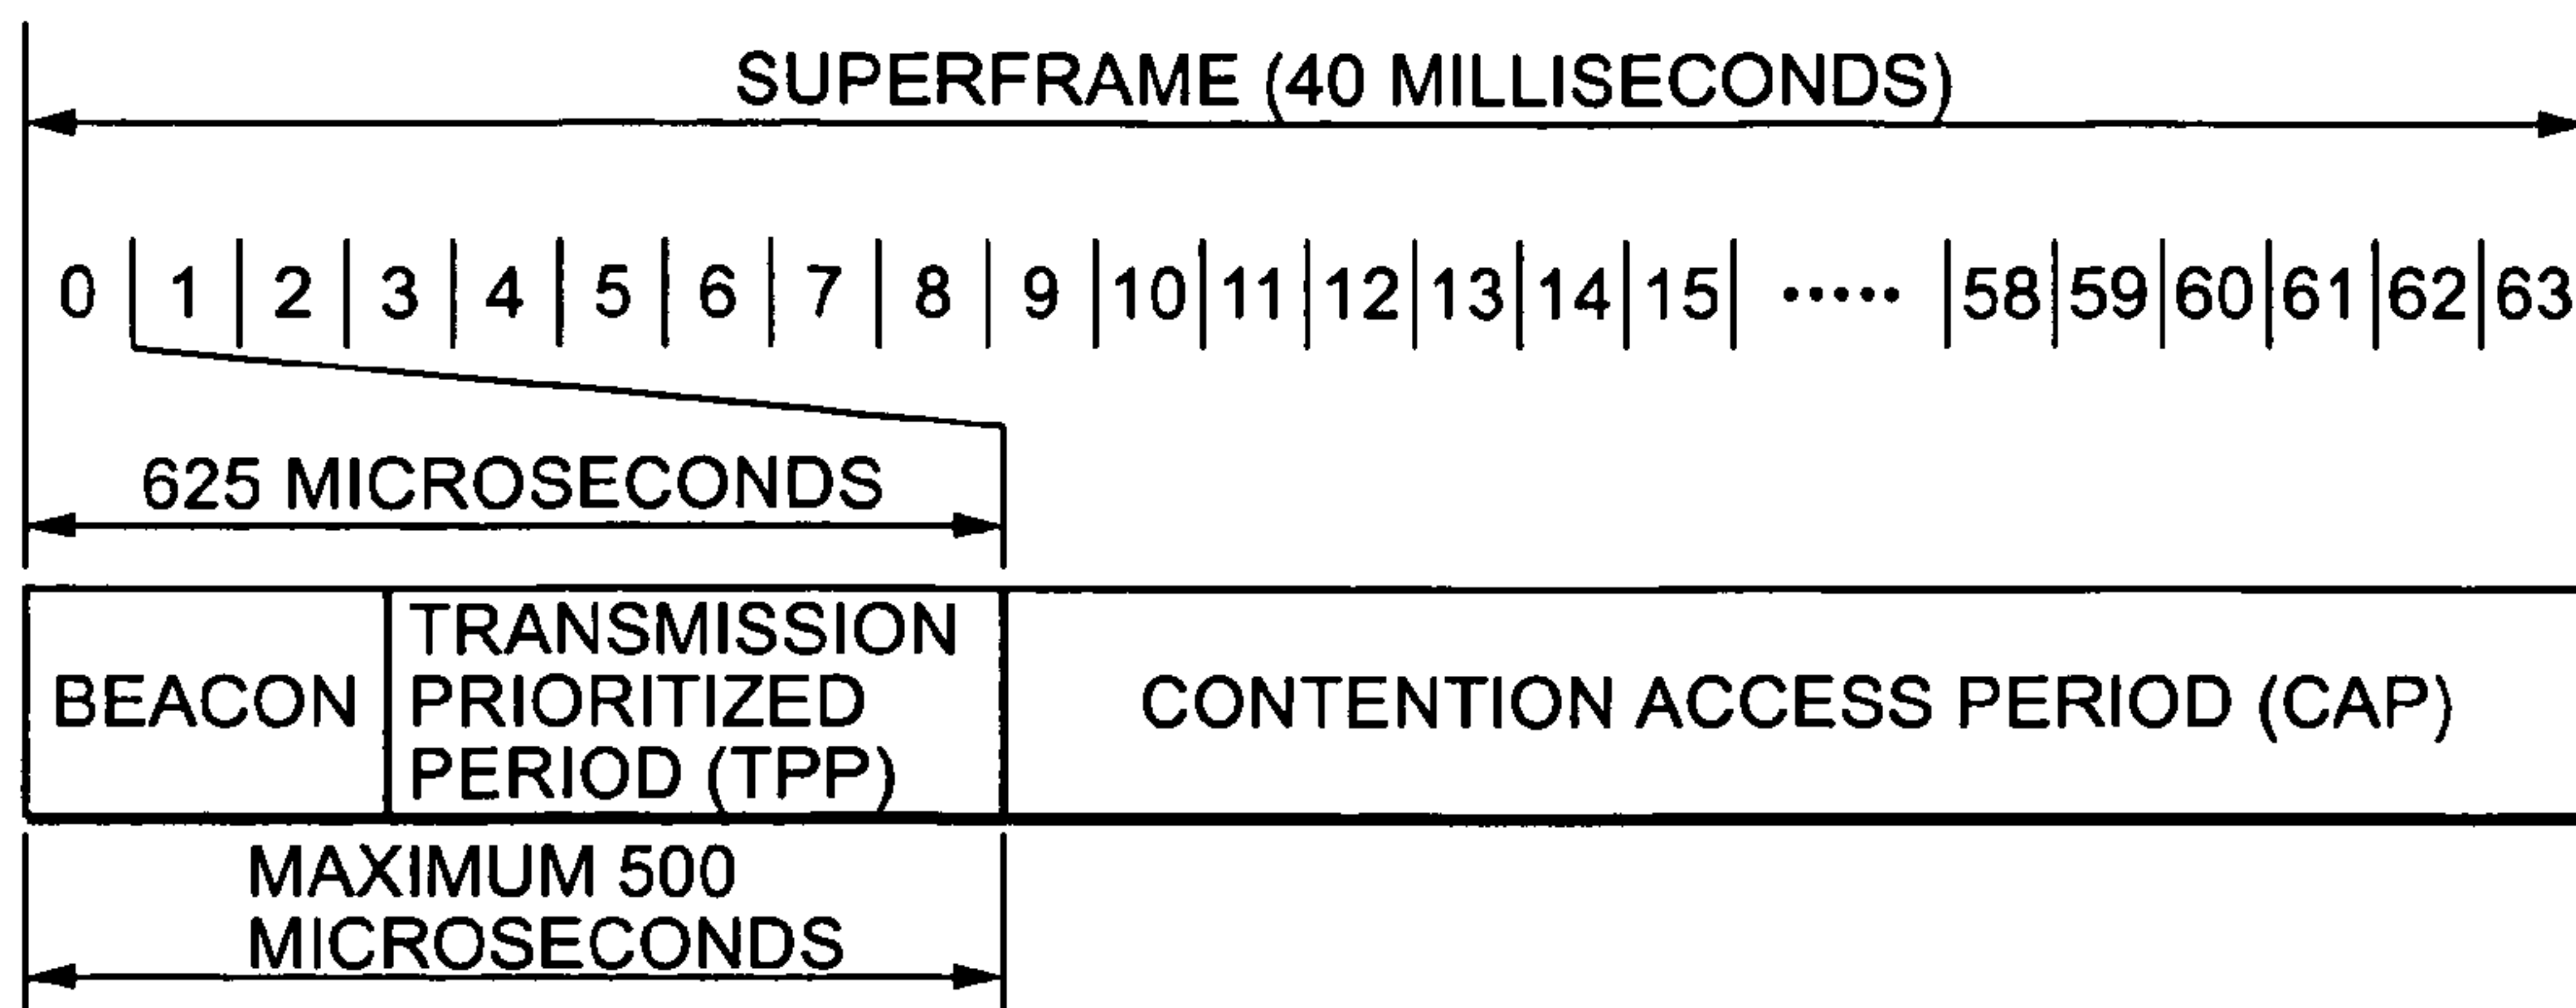 SUPERFRAME (40 MILLISECONDS)
0 1 2 3 4 5 6 7 8 9 10 11 12 13 14 15 ..... 58 59 60 61 62 63
625 MICROSECONDS
BEACON
TRANSMISSION
PRIORITIZED
PERIOD (TPP)
CONTENTION ACCESS PERIOD (CAP)
MAXIMUM 500
MICROSECONDS